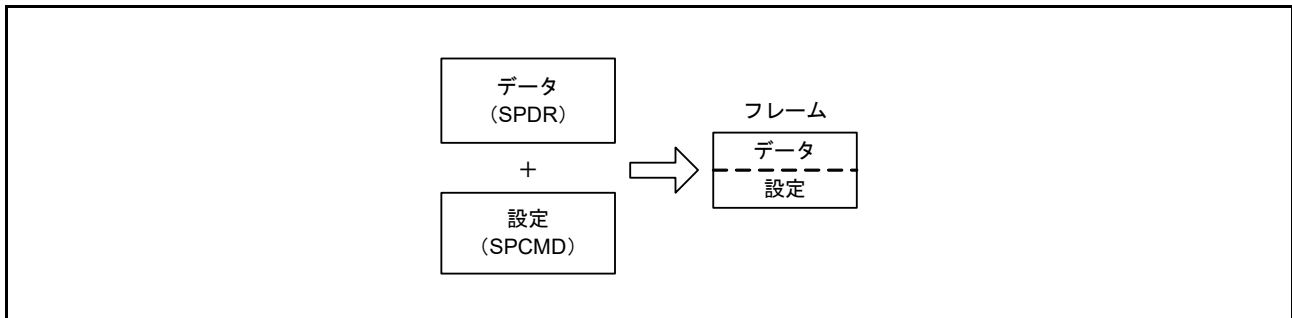 データ
（SPDR）
＋
設定
（SPCMD）
フレーム
データ
設定